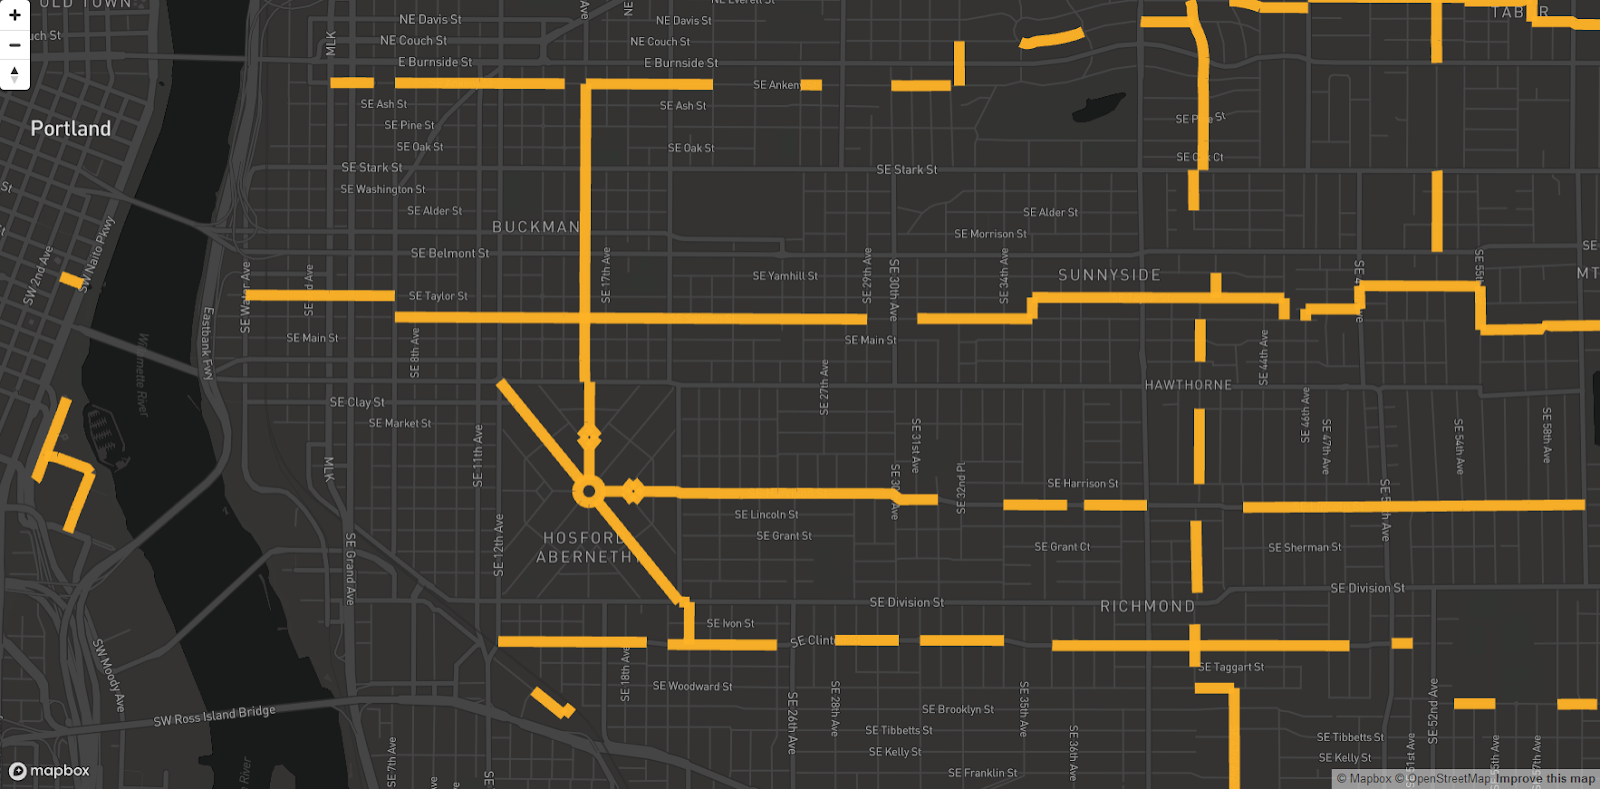 OLD TOWN
NE Davis St
NE Davis St
NE Everett St
NE Couch St
NE Couch St
MLK
E Burnside St
E Burnside St
TABOR
SE Ankeny
SE Ash St
SE Ash St
SE Pine St
Portland
SE Oak St
SE Oak St
SE Stark St
SE Stark St
SE Washington St
SE Alder St
SE Alder St
BUCKMAN
SE Morrison St
SE Belmont St
SW Naito Pkwy
SW 2nd Ave
SE Yamhill St
SUNNYSIDE
SE 17th Ave
SE 29th Ave
SE 30th Ave
SE 34th Ave
SE Water Ave
SE Taylor St
Eastbank Fwy
Willamette River
SE Main St
SE Main St
SE 8th Ave
SE 27th Ave
SE 44th Ave
HAWTHORNE
SE Clay St
SE Market St
SE 11th Ave
SE 31st Ave
SE 46th Ave
SE 47th Ave
SE 54th Ave
SE 58th Ave
MLK
SE 32nd PL
SE Harrison St
SE Lincoln St
SE Grant St
SE 12th Ave
HOSFORD
ABERNETH
SE Grand Ave
SE Grant Ct
SE Sherman St
SE Division St
SE Division St
RICHMOND
SE Ivon St
SE Clint
SE 18th Ave
SE Taggart St
SE Woodward St
SW Moody Ave
SW Ross Island Bridge
SE 26th Ave
SE 28th Ave
SE 35th Ave
SE 36th Ave
SE 52nd Ave
SE Brooklyn St
SE Tibbetts St
SE Tibbetts St
SE Kelly St
SE Kelly St
SE Franklin St
SE 7th Ave
mapbox
© Mapbox © OpenStreetMap Improve this map